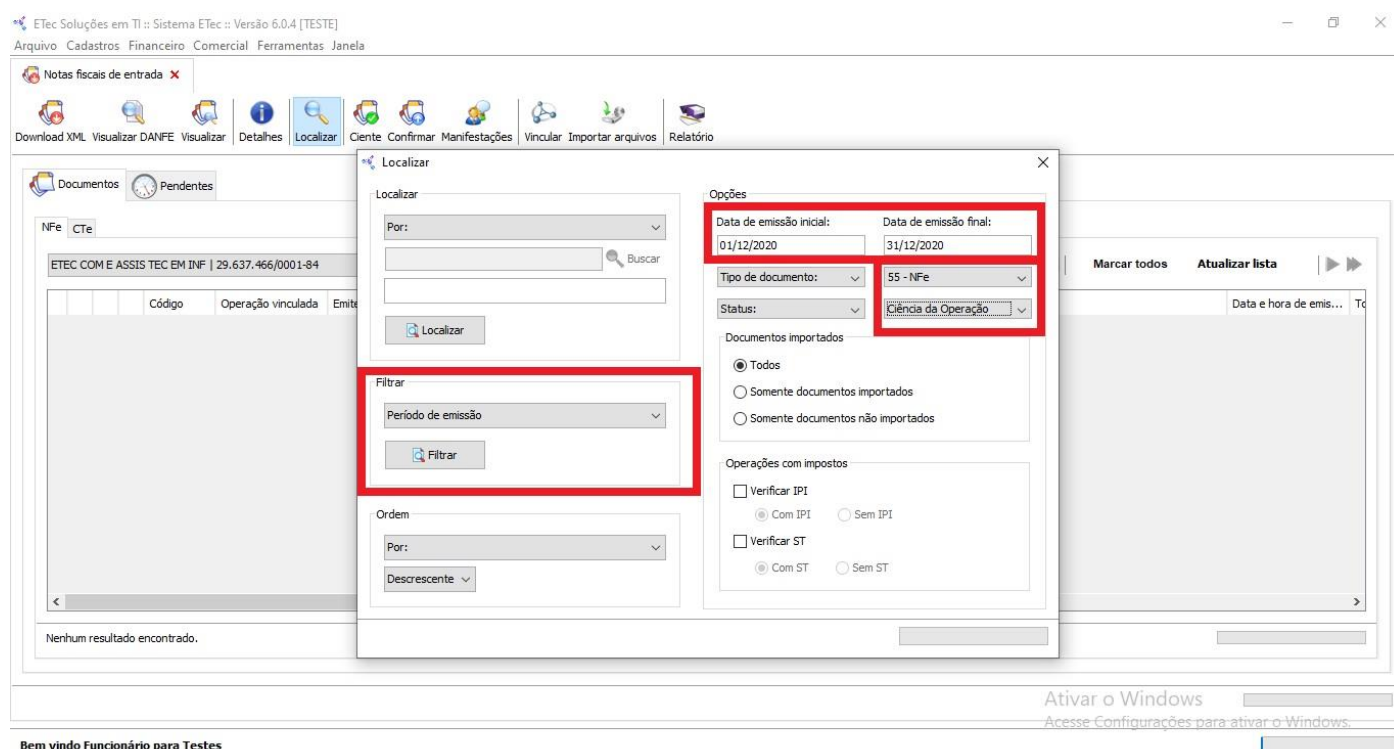 ETec Soluções em TI :: Sistema ETec :: Versão 6.0.4 [TESTE]
Arquivo Cadastros Financeiro Comercial Ferramentas Janela
Notas fiscais de entrada
Download XML Visualizar DANFE Visualizar Detalhes Localizar Ciente Confirmar Manifestações Vincular Importar arquivos Relatório
Documentos Pendentes
NFe CTe
ETEC COM E ASSIS TEC EM INF | 29.637.466/0001-84
Marcar todos Atualizar lista
Código Operação vinculada Emite
Data e hora de emis... To
Nenhum resultado encontrado.
Localizar
Localizar
Por:
Buscar
Localizar
Filtrar
Período de emissão
Filtrar
Ordem
Por:
Descrescente
Opções
Data de emissão inicial: Data de emissão final:
01/12/2020 31/12/2020
Tipo de documento: 55 - NFe
Status: Ciência da Operação
Documentos importados
Todos
Somente documentos importados
Somente documentos não importados
Operações com impostos
Verificar IPI
Com IPI Sem IPI
Verificar ST
Com ST Sem ST
Ativar o Windows
Acesse Configurações para ativar o Windows.
Bem vindo Funcionário para Testes